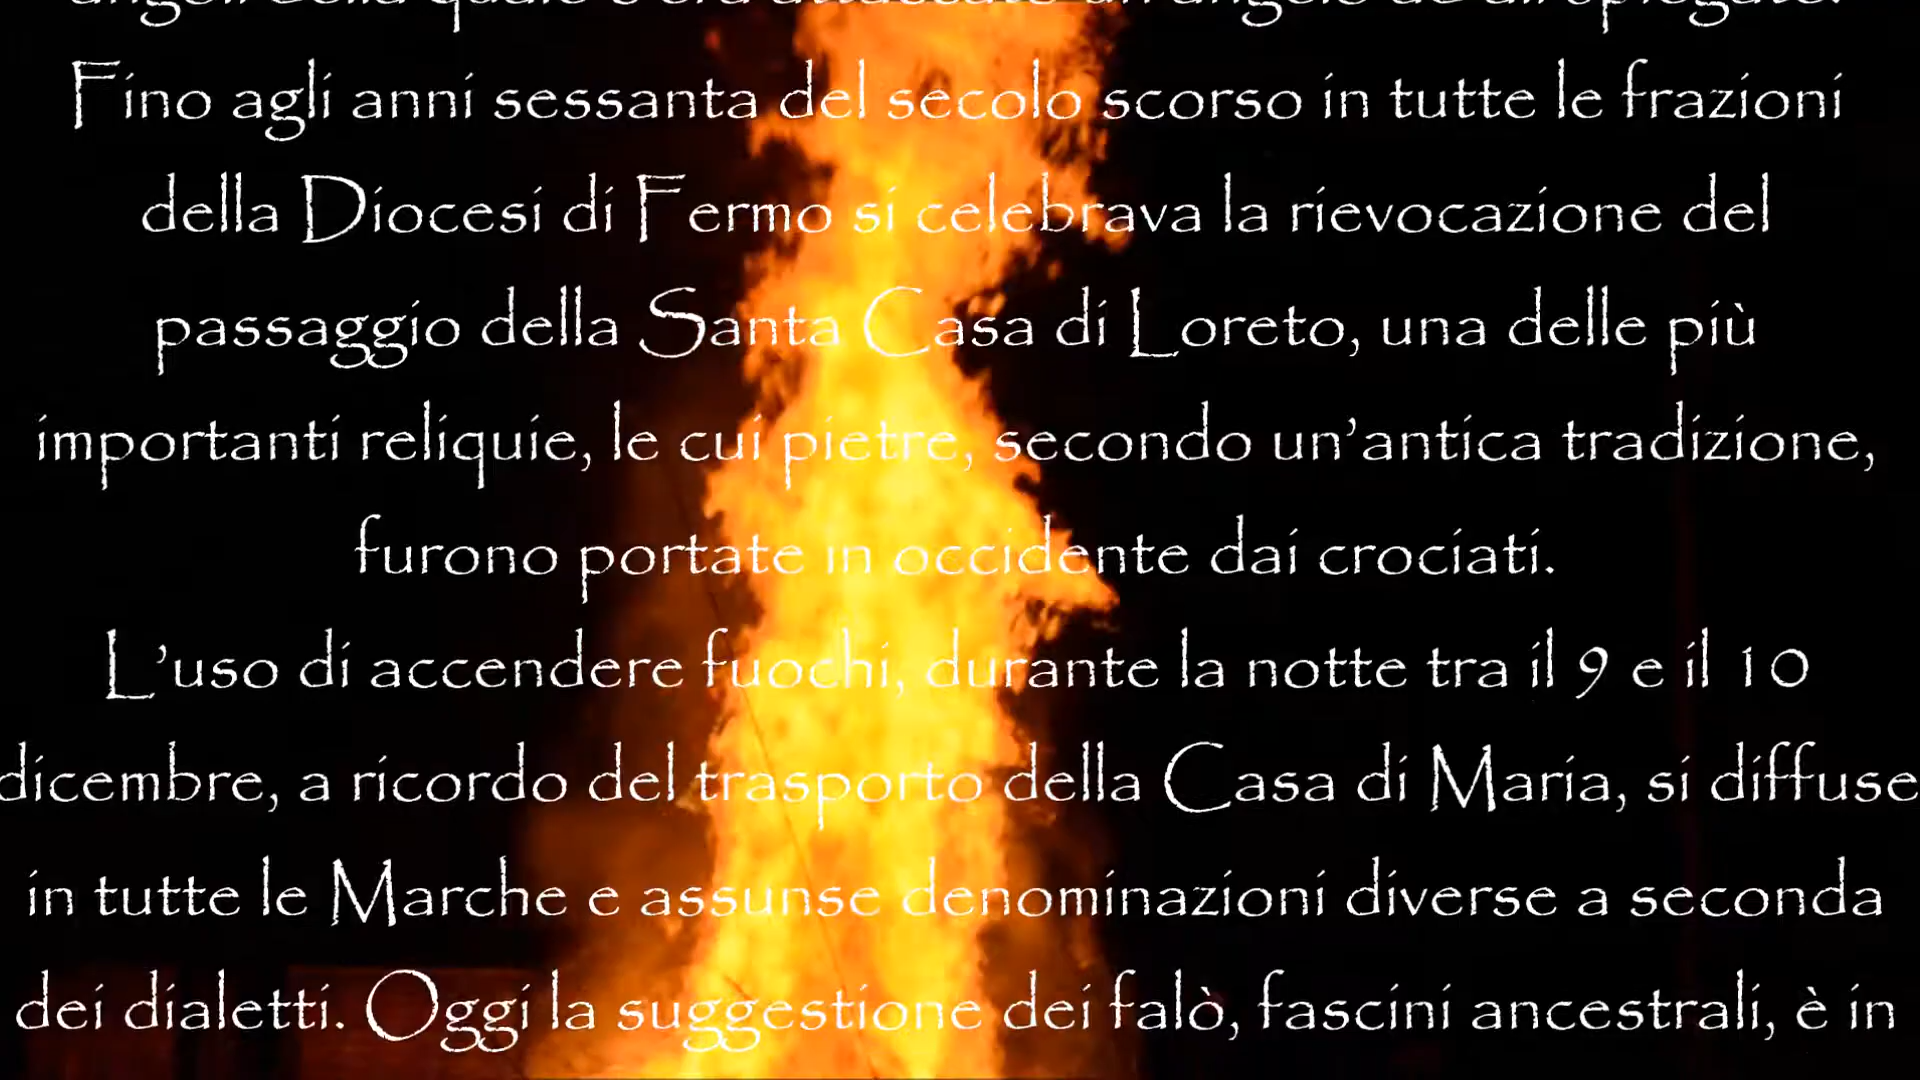 Fino agli anni sessanta del secolo scorso in tutte le frazioni
della Diocesi di Fermo si celebrava la rievocazione del
passaggio della Santa Casa di Loreto, una delle più
importanti reliquie, le cui pietre, secondo un'antica tradizione,
furono portate in occidente dai crociati.
L'uso di accendere fuochi, durante la notte tra il 9 e il 10
dicembre, a ricordo del trasporto della Casa di Maria, si diffuse
in tutte le Marche e assunse denominazioni diverse a seconda
dei dialetti. Oggi la suggestione dei falò, fascini ancestrali, è in